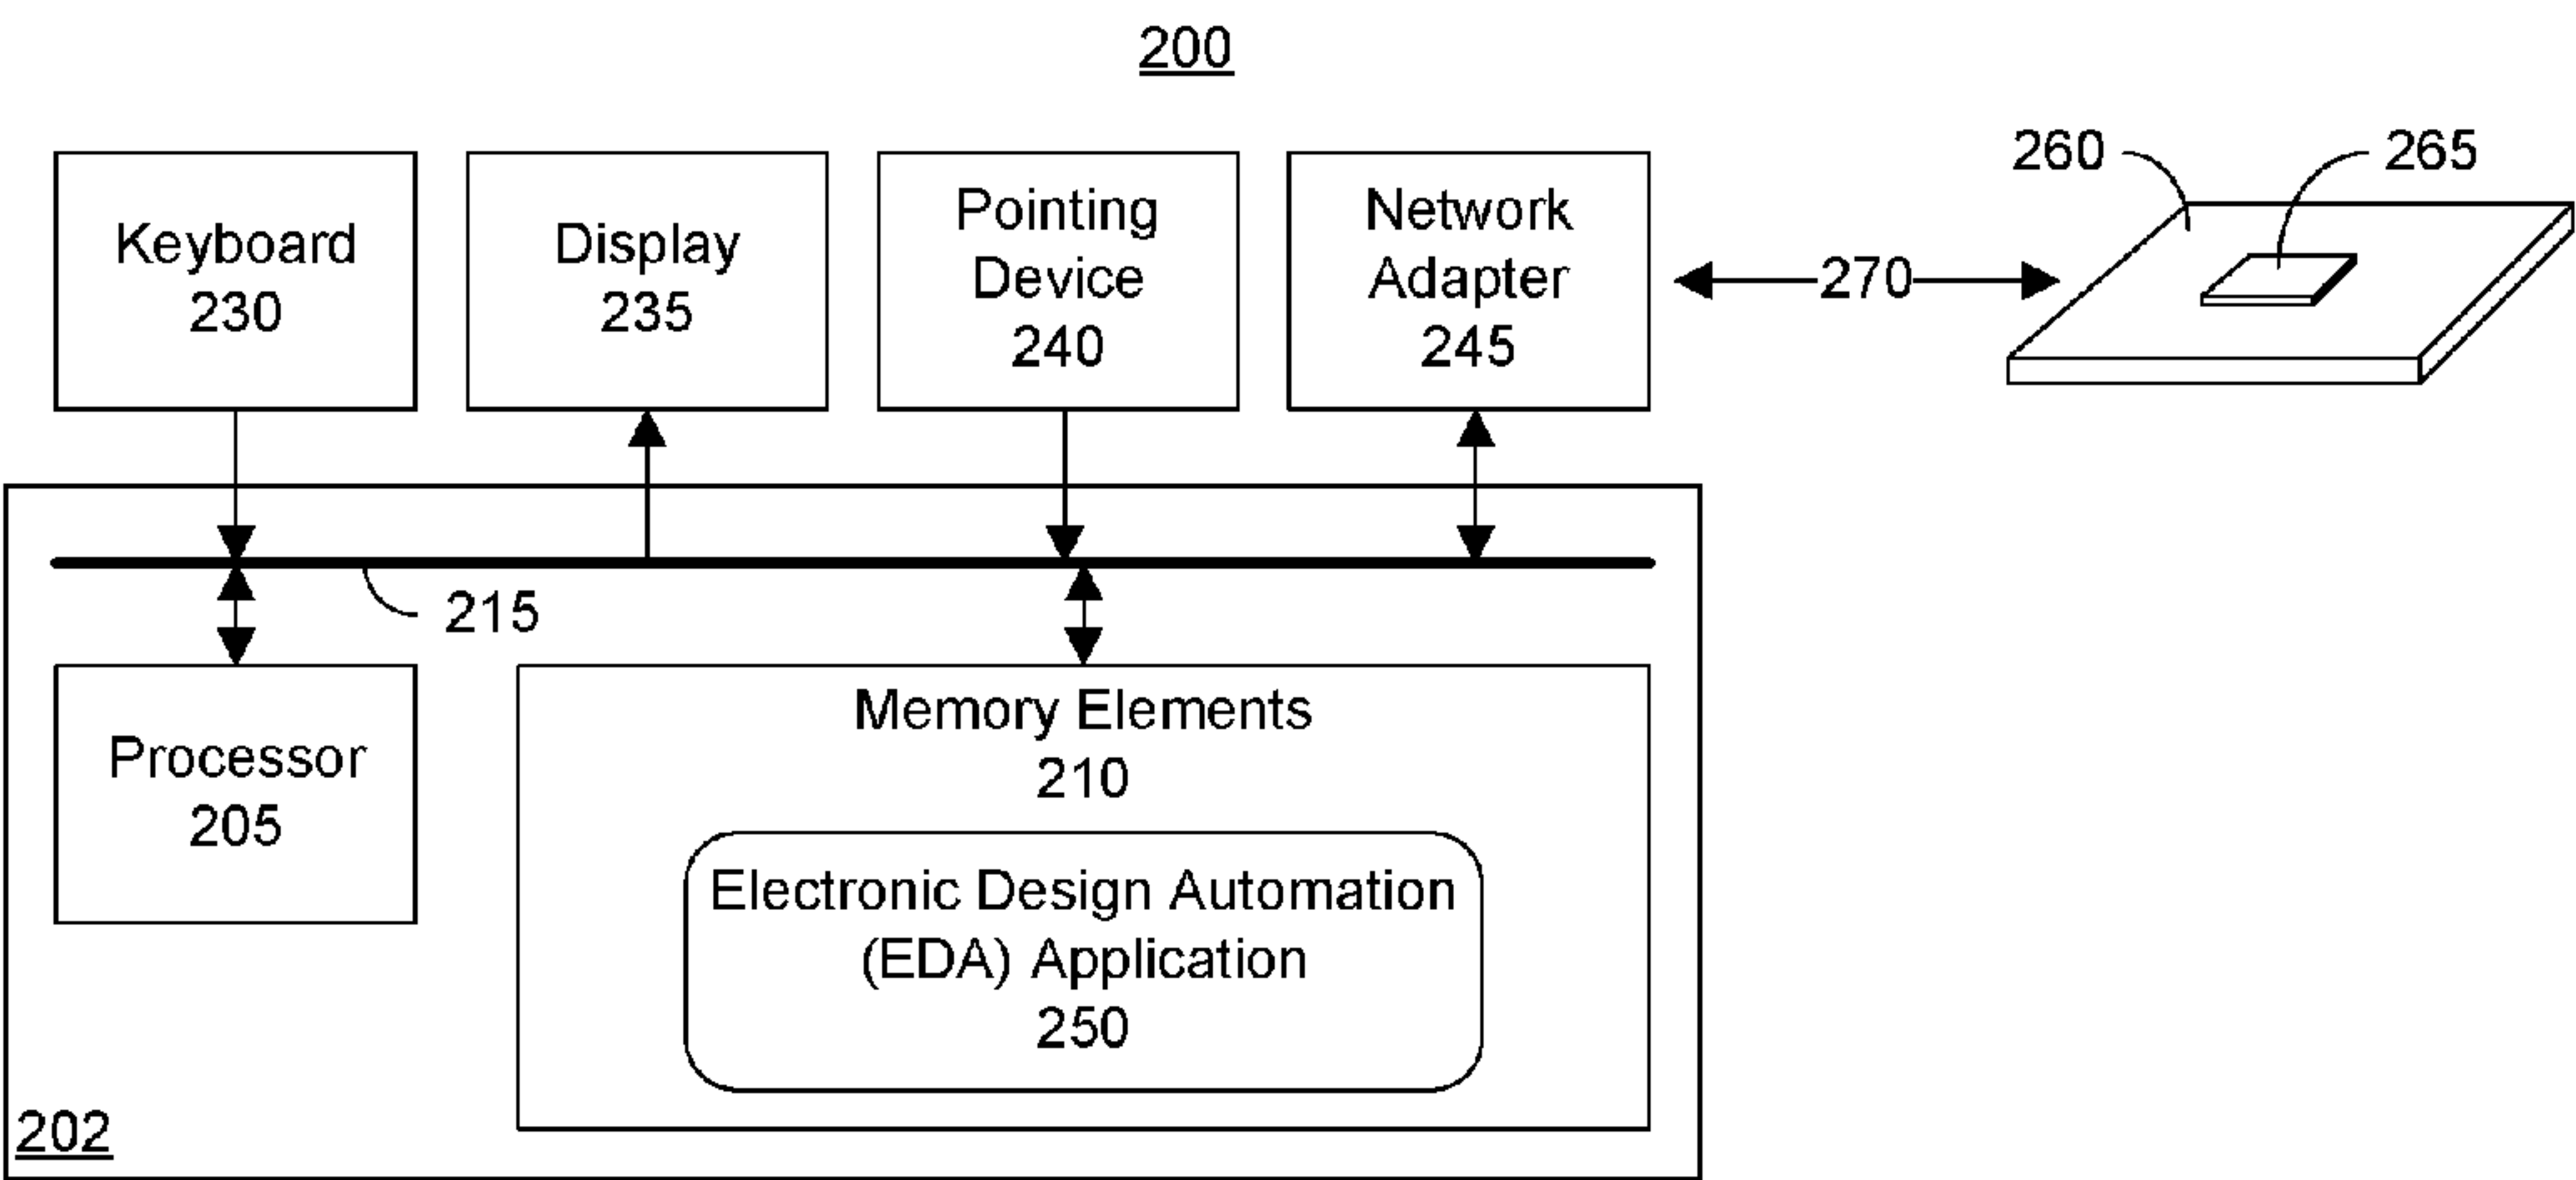 200
Keyboard
230
Display
235
Pointing
Device
240
Network
Adapter
245
270
260
265
215
Processor
205
Memory Elements
210
Electronic Design Automation
(EDA) Application
250
202